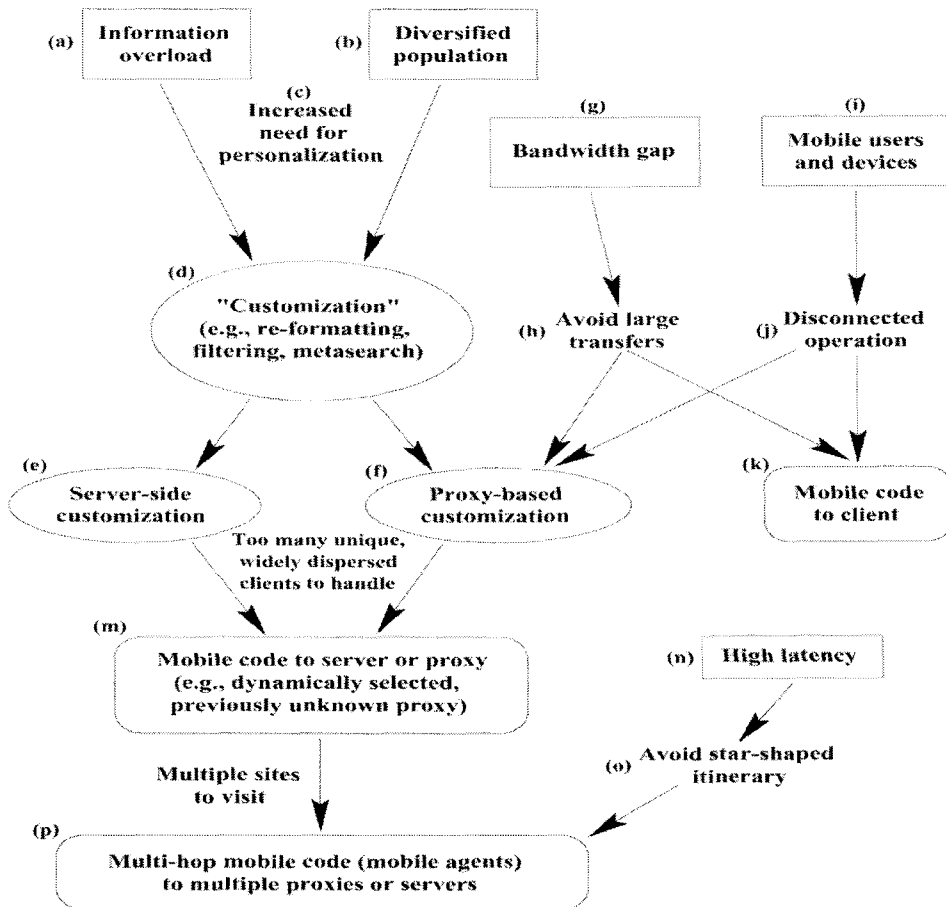 (a) Information
overload
(b) Diversified
population
(c)
Increased
need for
personalization
(g)
Bandwidth gap
(i)
Mobile users
and devices
(d)
"Customization"
(e.g., re-formatting,
filtering, metasearch)
(h) Avoid large
transfers
(j) Disconnected
operation
(e)
Server-side
customization
(f)
Proxy-based
customization
(k)
Mobile code
to client
Too many unique,
widely dispersed
clients to handle
(m)
Mobile code to server or proxy
(e.g., dynamically selected,
previously unknown proxy)
(n) High latency
Multiple sites
to visit
(o) Avoid star-shaped
itinerary
(p)
Multi-hop mobile code (mobile agents)
to multiple proxies or servers